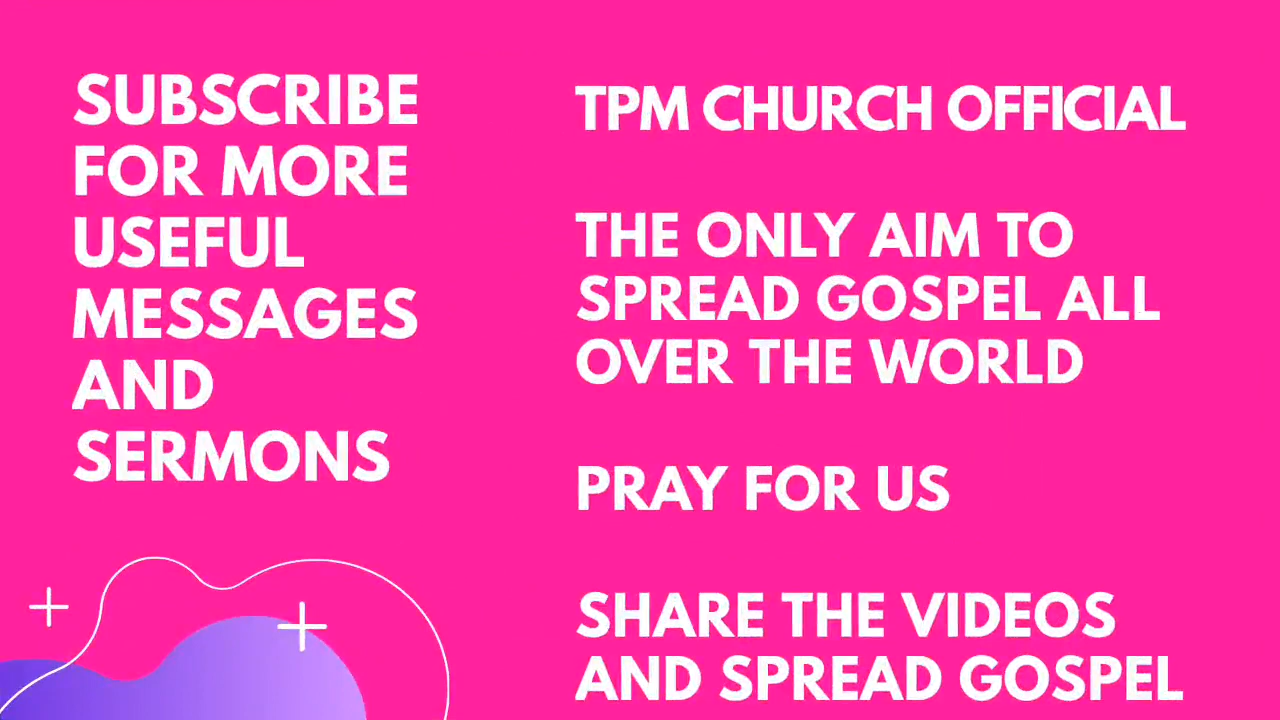 SUBSCRIBE
FOR MORE
USEFUL
MESSAGES
AND
SERMONS
TPM CHURCH OFFICIAL
THE ONLY AIM TO
SPREAD GOSPEL ALL
OVER THE WORLD
PRAY FOR US
SHARE THE VIDEOS
AND SPREAD GOSPEL